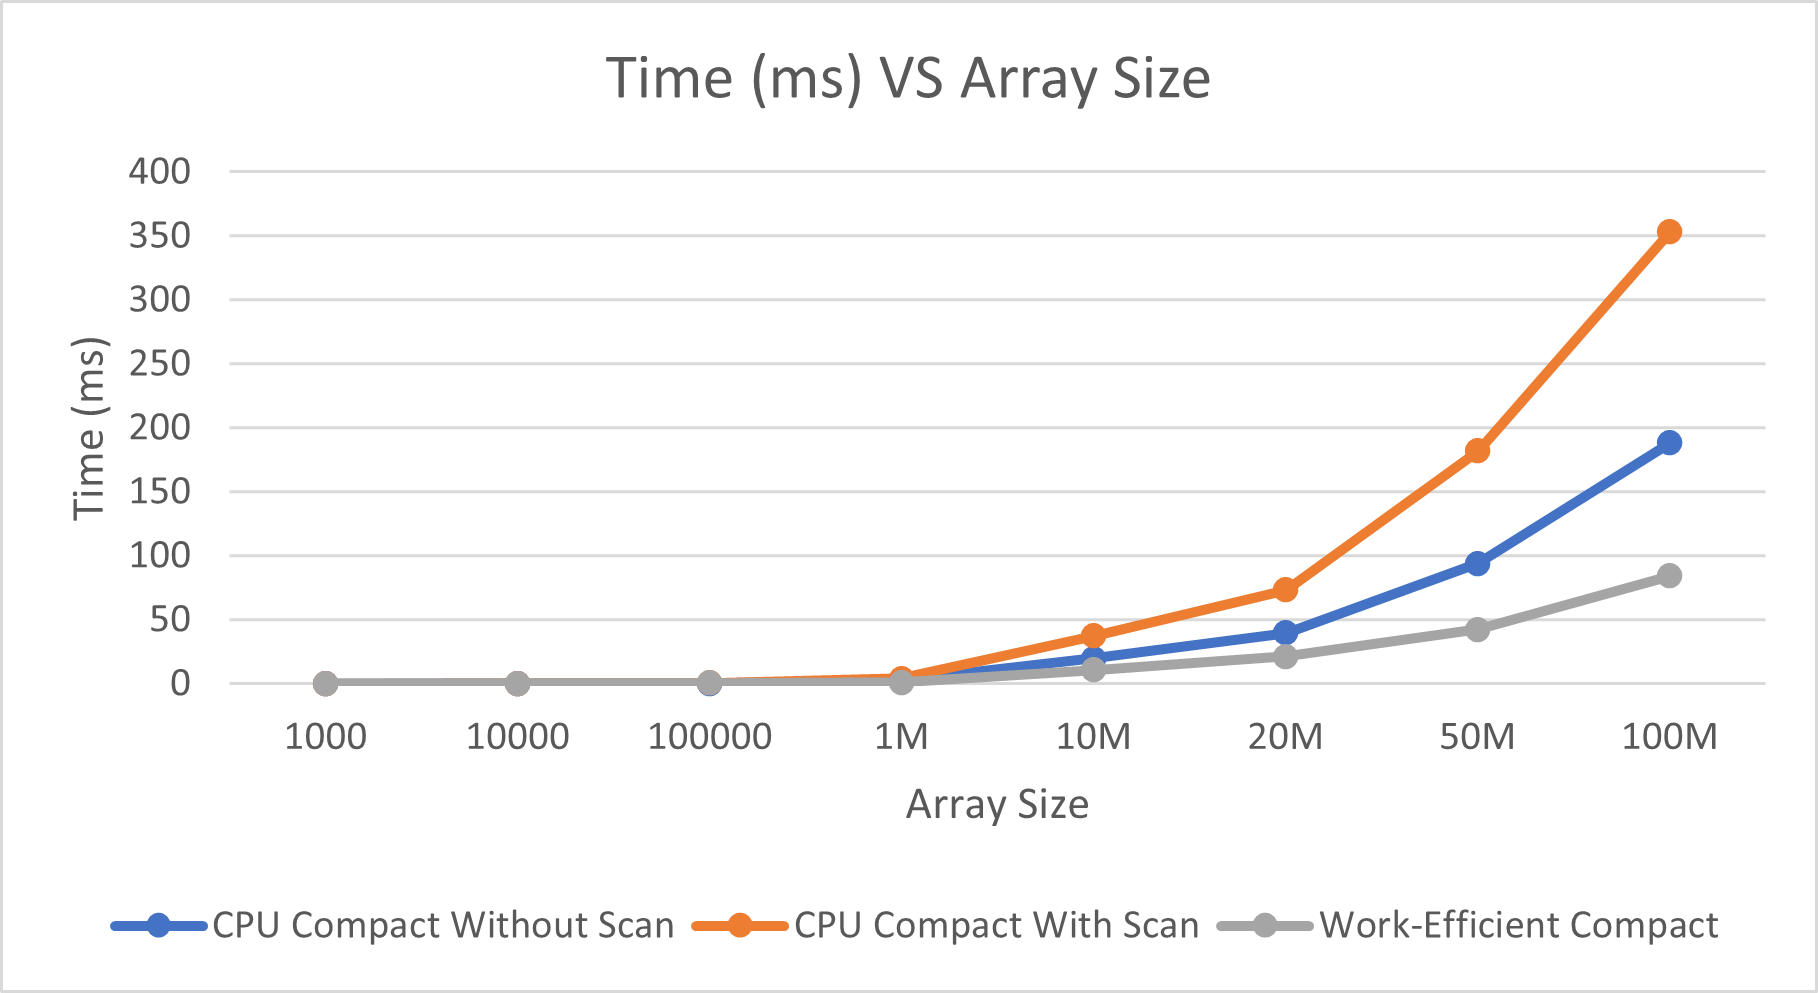 Time (ms) VS Array Size
400
350
300
250
200
150
100
50
0
Time (ms)
1000 10000 100000 1M 10M 20M 50M 100M
Array Size
CPU Compact Without Scan CPU Compact With Scan Work-Efficient Compact